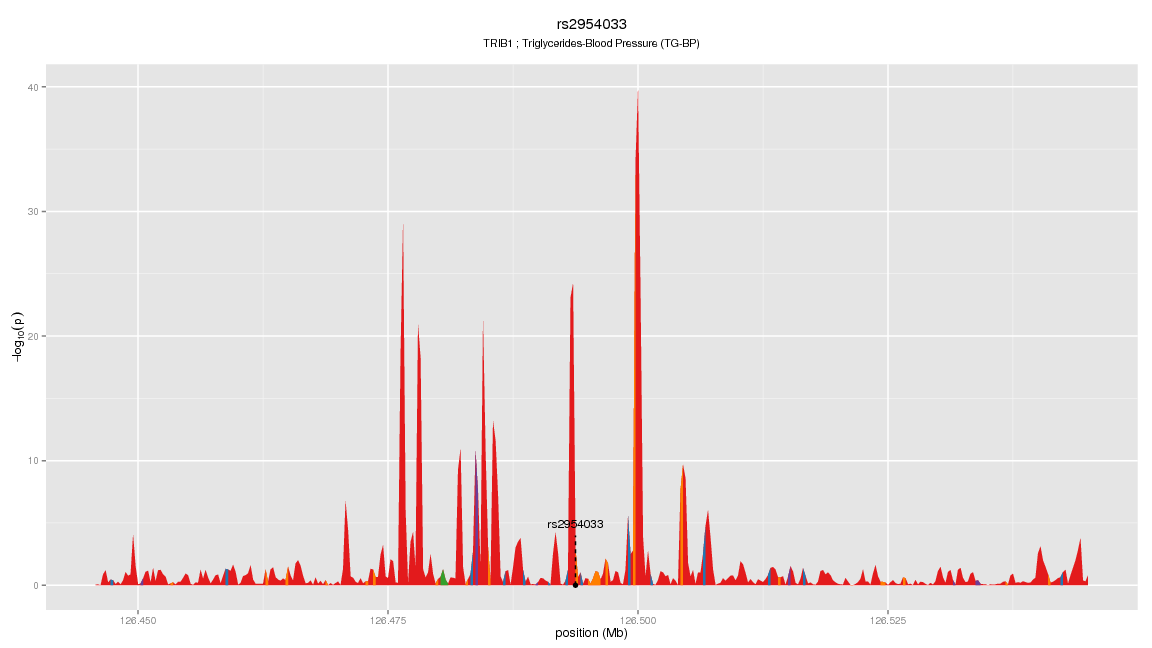 rs2954033
TRIB1 ; Triglycerides-Blood Pressure (TG-BP)
40
30
20
10
0
−log10(p)
rs2954033
126.450 126.475 126.500 126.525
position (Mb)